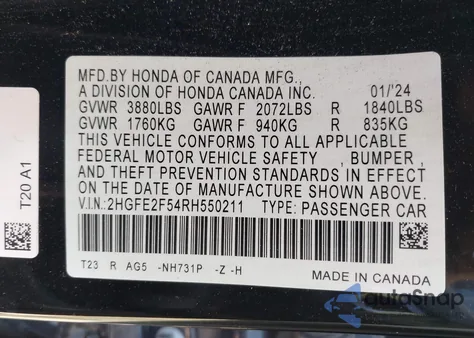 MFD.BY HONDA OF CANADA MFG.,
A DIVISION OF HONDA CANADA INC. 01/'24
GVWR 3880LBS GAWR F 2072LBS R 1840LBS
GVWR 1760KG GAWR F 940KG R 835KG
THIS VEHICLE CONFORMS TO ALL APPLICABLE
FEDERAL MOTOR VEHICLE SAFETY , BUMPER ,
AND THEFT PREVENTION STANDARDS IN EFFECT
ON THE DATE OF MANUFACTURE SHOWN ABOVE.
V.I.N.:2HGFE2F54RH550211 TYPE: PASSENGER CAR
T23 R AG5 -NH731P -Z -H
MADE IN CANADA
T20 A1
autoSnap